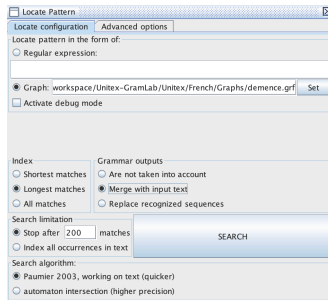 Locate Pattern
Locate configuration Advanced options
Locate pattern in the form of:
Regular expression:
Graph: workspace/Unitex-GramLab/Unitex/French/Graphs/demence.grf Set
Activate debug mode
Index Grammar outputs
Shortest matches Are not taken into account
Longest matches Merge with input text
All matches Replace recognized sequences
Search limitation
Stop after 200 matches SEARCH
Index all occurrences in text
Search algorithm:
Paumier 2003, working on text (quicker)
automaton intersection (higher precision)